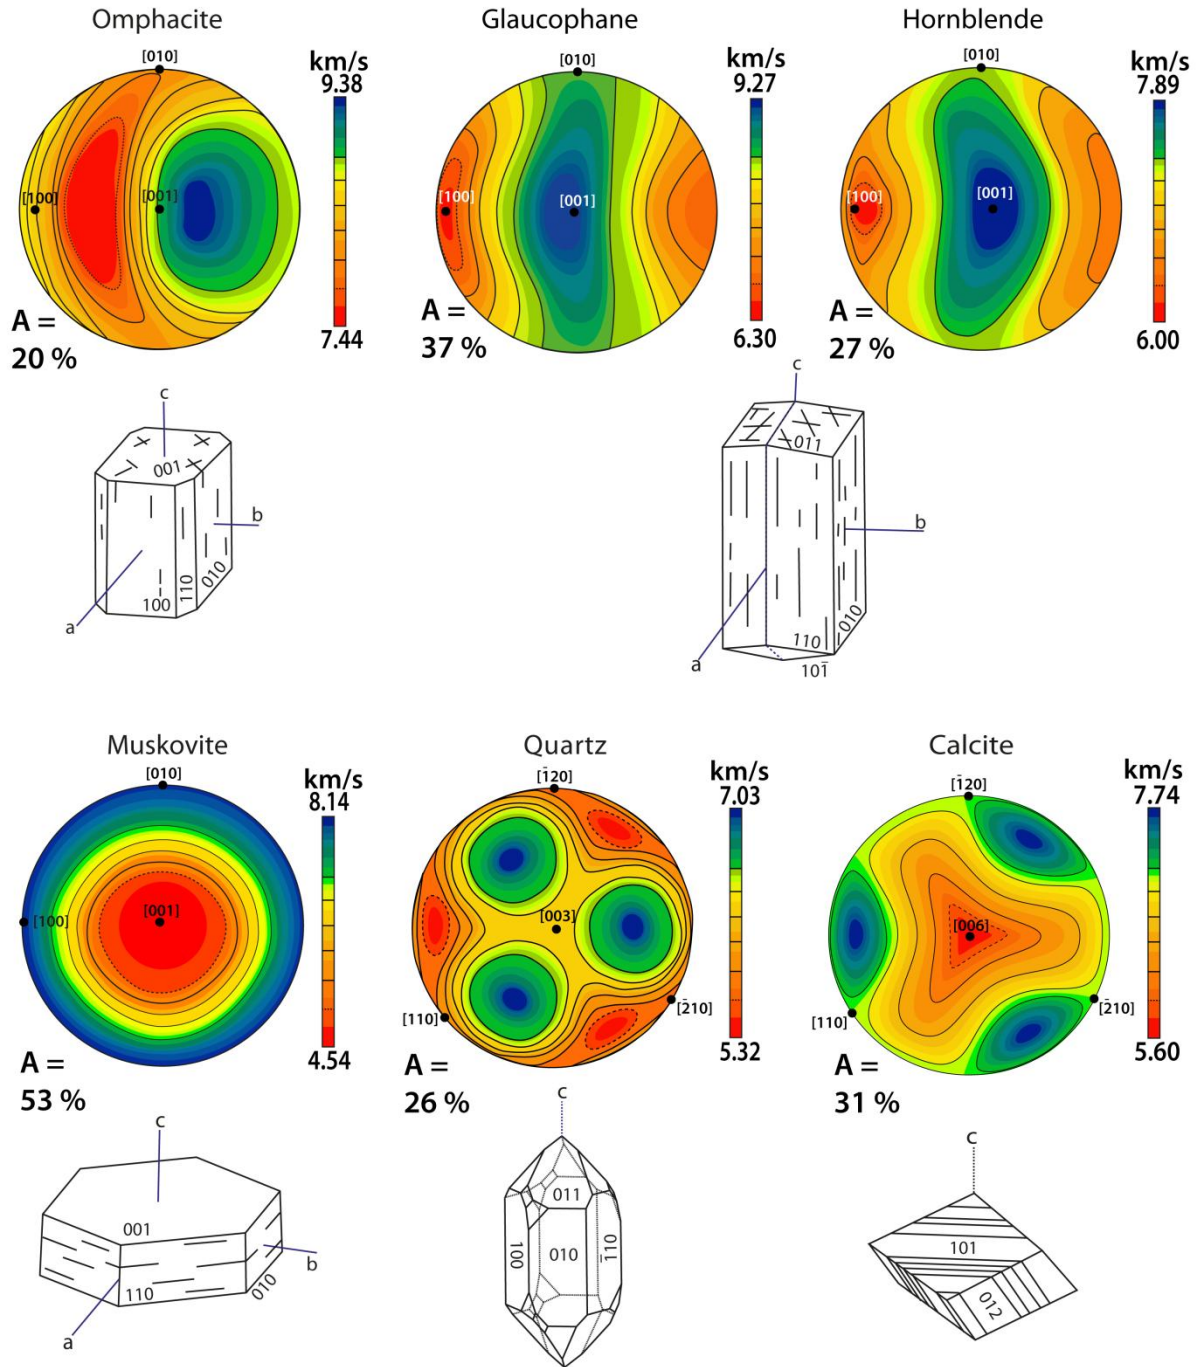 Omphacite
[010]
km/s
9.38
[100]
[001]
A =
20 %
7.44
c
001
b
100
110
010
a
Glaucophane
[010]
km/s
9.27
[100]
[001]
A =
37 %
6.30
Hornblende
[010]
km/s
7.89
[100]
[001]
A =
27 %
6.00
c
011
b
110
010
a
101̄
Muskovite
[010]
km/s
8.14
[100]
[001]
A =
53 %
4.54
c
001
b
110
010
a
Quartz
[1̄20]
km/s
7.03
[003]
[110]
[2̄10]
A =
26 %
5.32
c
011
100
010
1̄10
Calcite
[1̄20]
km/s
7.74
[006]
[110]
[2̄10]
A =
31 %
5.60
c
101
012